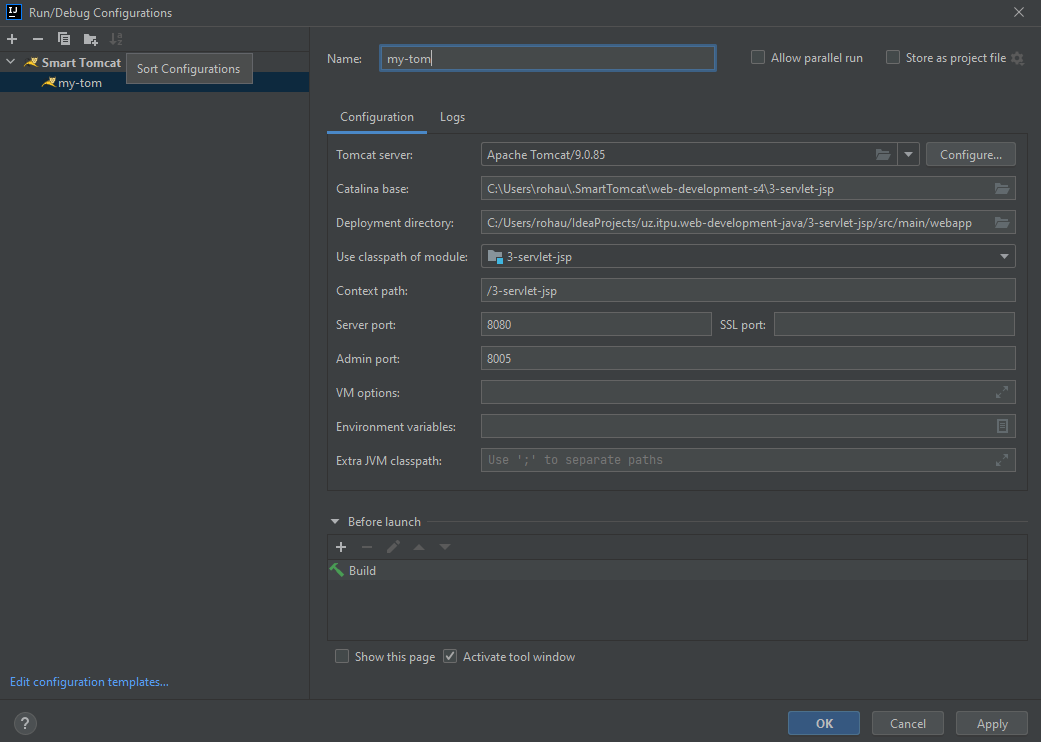 Run/Debug Configurations
Smart Tomcat
Sort Configurations
my-tom
Edit configuration templates...
Name: my-tom
Allow parallel run
Store as project file
Configuration Logs
Tomcat server: Apache Tomcat/9.0.85 Configure...
Catalina base: C:\Users\rohau\.SmartTomcat\web-development-s4\3-servlet-jsp
Deployment directory: C:/Users/rohau/IdeaProjects/uz.itpu.web-development-java/3-servlet-jsp/src/main/webapp
Use classpath of module: 3-servlet-jsp
Context path: /3-servlet-jsp
Server port: 8080 SSL port:
Admin port: 8005
VM options:
Environment variables:
Extra JVM classpath: Use ';' to separate paths
Before launch
Build
Show this page Activate tool window
? OK Cancel Apply